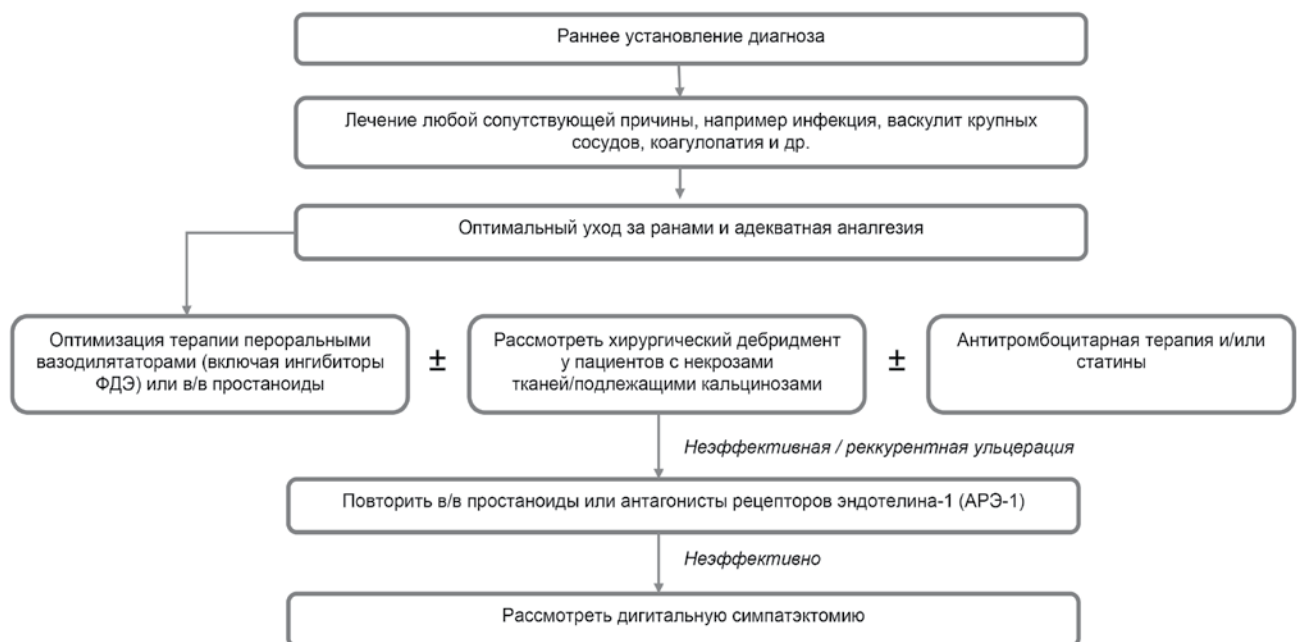 Раннее установление диагноза
Лечение любой сопутствующей причины, например инфекция, васкулит крупных
сосудов, коагулопатия и др.
Оптимальный уход за ранами и адекватная аналгезия
Оптимизация терапии пероральными
вазодилятаторами (включая ингибиторы
ФДЭ) или в/в простаноиды
±
Рассмотреть хирургический дебридмент
у пациентов с некрозами
тканей/подлежащими кальцинозами
±
Антитромбоцитарная терапия и/или
статины
Неэффективная / реккурентная ульцерация
Повторить в/в простаноиды или антагонисты рецепторов эндотелина-1 (АРЭ-1)
Неэффективно
Рассмотреть дигитальную симпатэктомию